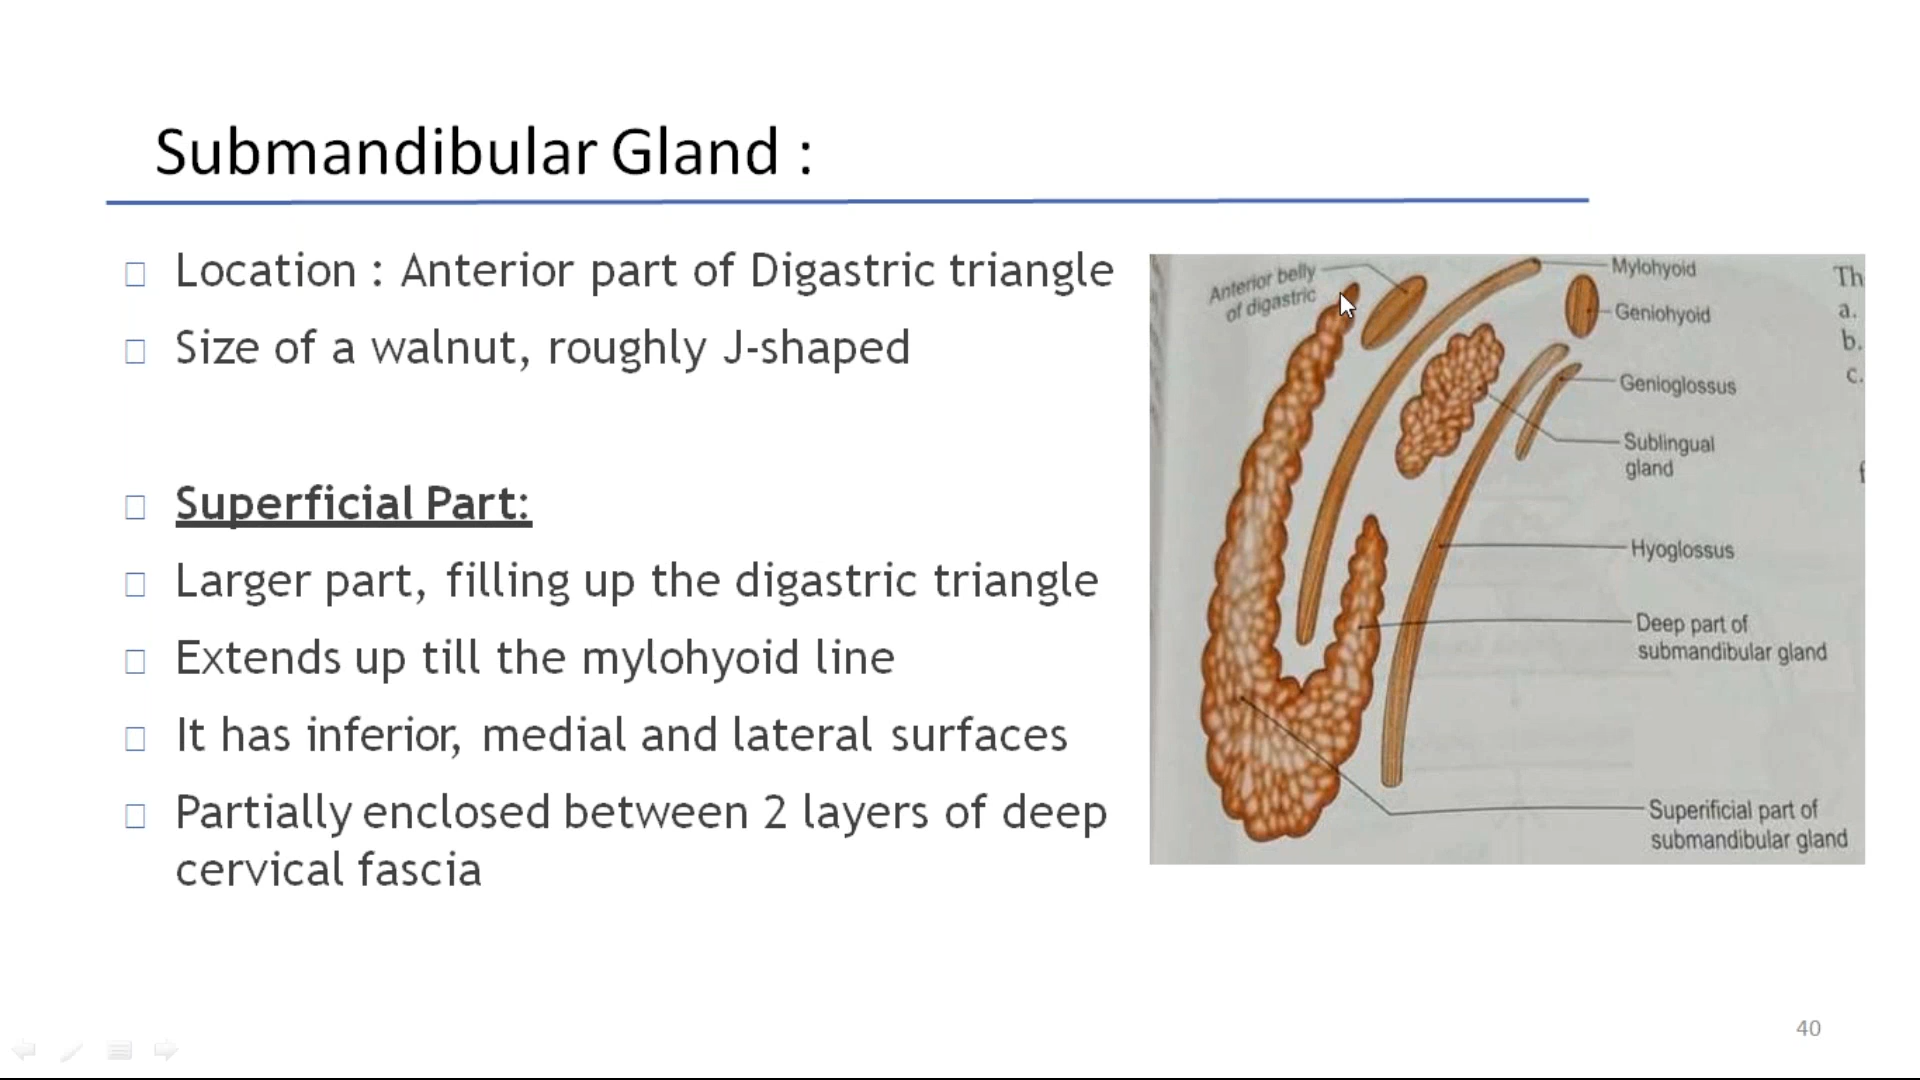 Submandibular Gland :
Location : Anterior part of Digastric triangle
Size of a walnut, roughly J-shaped
Superficial Part:
Larger part, filling up the digastric triangle
Extends up till the mylohyoid line
It has inferior, medial and lateral surfaces
Partially enclosed between 2 layers of deep
cervical fascia
Anterior belly
of digastric
Mylohyoid
Geniohyoid
Genioglossus
Sublingual
gland
Hyoglossus
Deep part of
submandibular gland
Superificial part of
submandibular gland
Th
a.
b.
c.
f
40